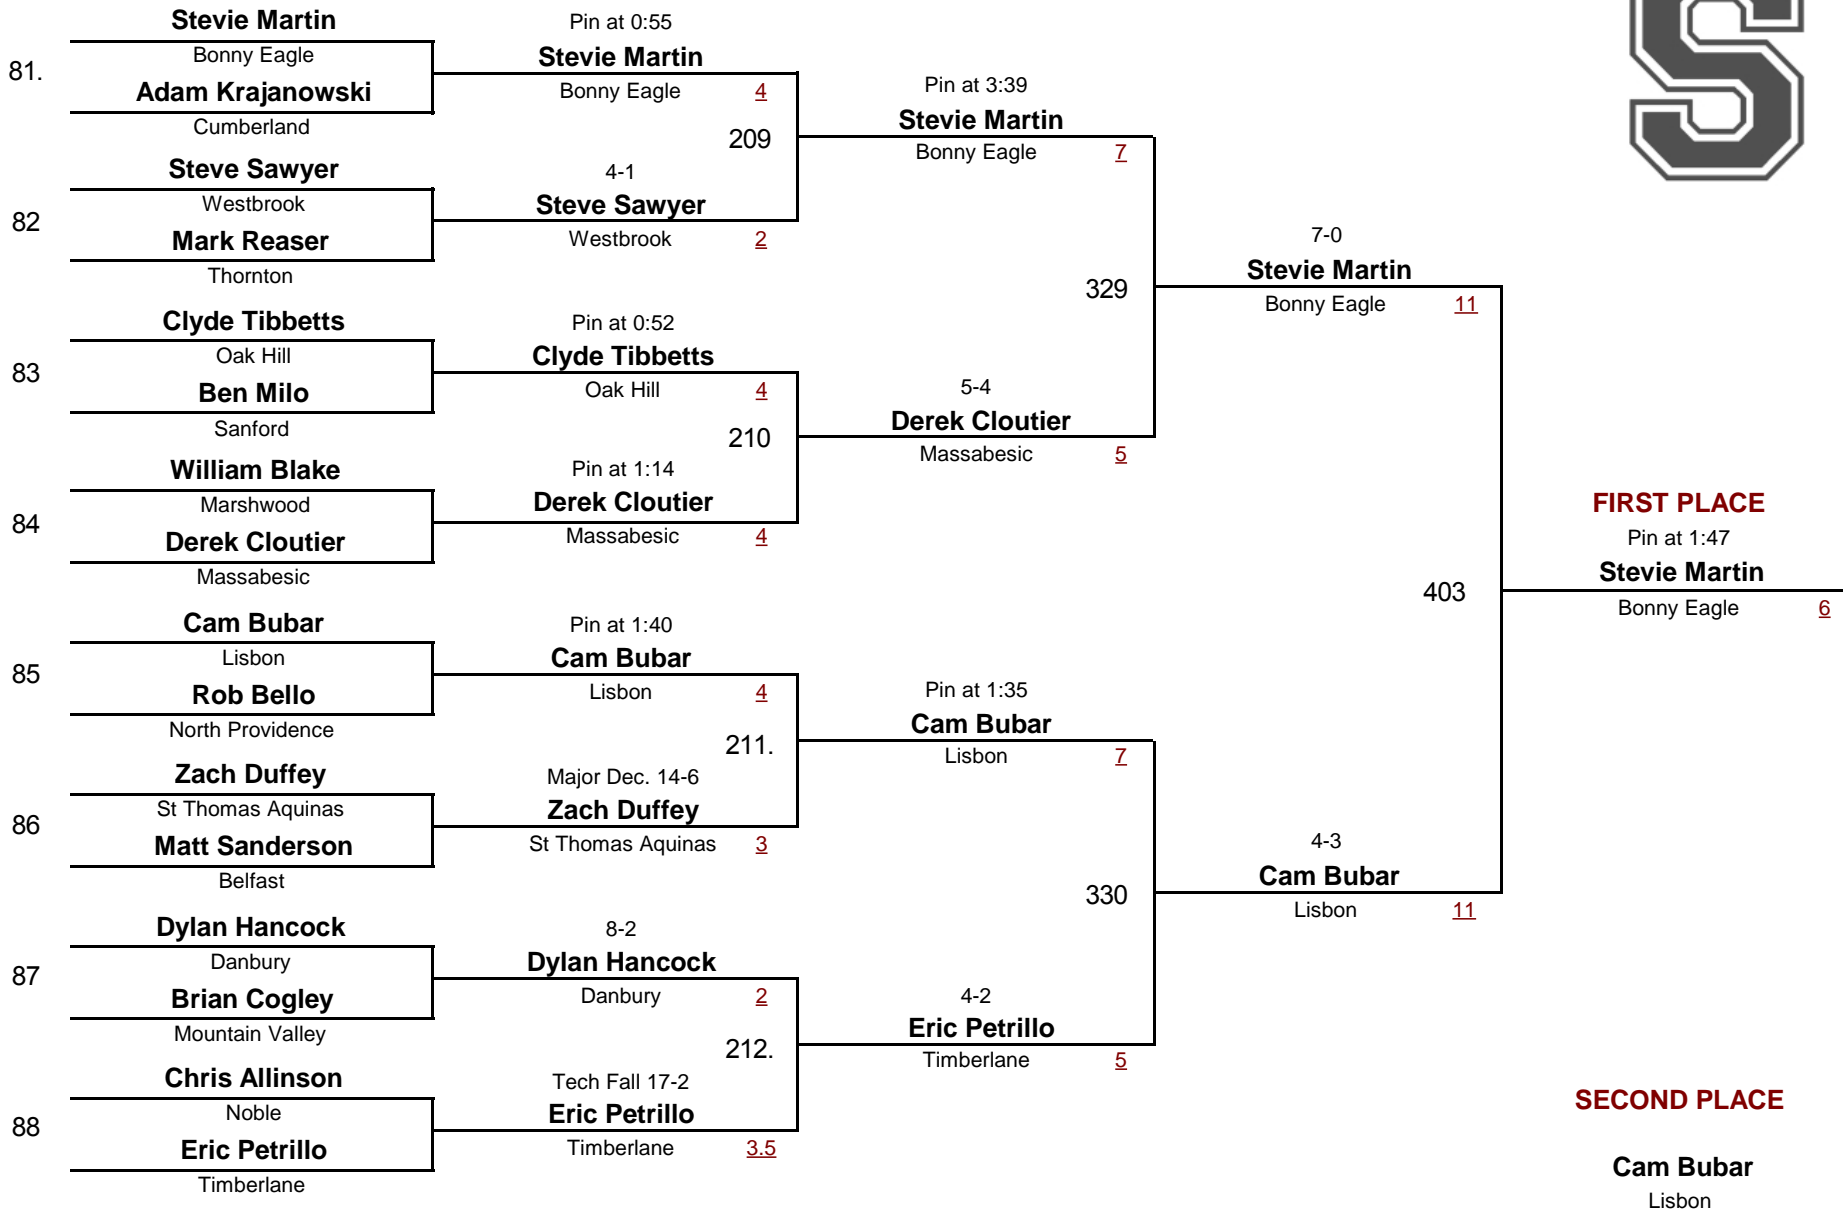 Stevie Martin
81.
Bonny Eagle
Adam Krajanowski
Cumberland
82
Steve Sawyer
Westbrook
Mark Reaser
Thornton
83
Clyde Tibbetts
Oak Hill
Ben Milo
Sanford
84
William Blake
Marshwood
Derek Cloutier
Massabesic
85
Cam Bubar
Lisbon
Rob Bello
North Providence
86
Zach Duffey
St Thomas Aquinas
Matt Sanderson
Belfast
87
Dylan Hancock
Danbury
Brian Cogley
Mountain Valley
88
Chris Allinson
Noble
Eric Petrillo
Timberlane
Pin at 0:55
Stevie Martin
Bonny Eagle 4
209
4-1
Steve Sawyer
Westbrook 2
Pin at 0:52
Clyde Tibbetts
Oak Hill 4
210
Pin at 1:14
Derek Cloutier
Massabesic 4
Pin at 1:40
Cam Bubar
Lisbon 4
211.
Major Dec. 14-6
Zach Duffey
St Thomas Aquinas 3
8-2
Dylan Hancock
Danbury 2
212.
Tech Fall 17-2
Eric Petrillo
Timberlane 3.5
Pin at 3:39
Stevie Martin
Bonny Eagle 7
329
5-4
Derek Cloutier
Massabesic 5
Pin at 1:35
Cam Bubar
Lisbon 7
330
4-2
Eric Petrillo
Timberlane 5
7-0
Stevie Martin
Bonny Eagle 11
403
4-3
Cam Bubar
Lisbon 11
S
FIRST PLACE
Pin at 1:47
Stevie Martin
Bonny Eagle 6
SECOND PLACE
Cam Bubar
Lisbon